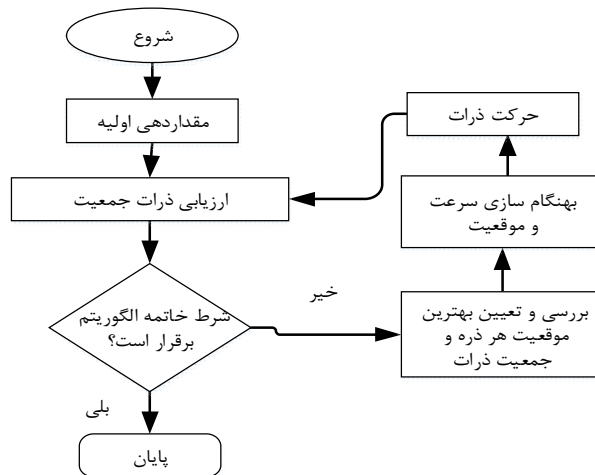 شروع
مقداردهی اولیه
ارزیابی ذرات جمعیت
شرط خاتمه الگوریتم
برقرار است؟
بلی
پایان
خیر
بررسی و تعیین بهترین
موقعیت هر ذره و
جمعیت ذرات
بهنگام سازی سرعت
و موقعیت
حرکت ذرات